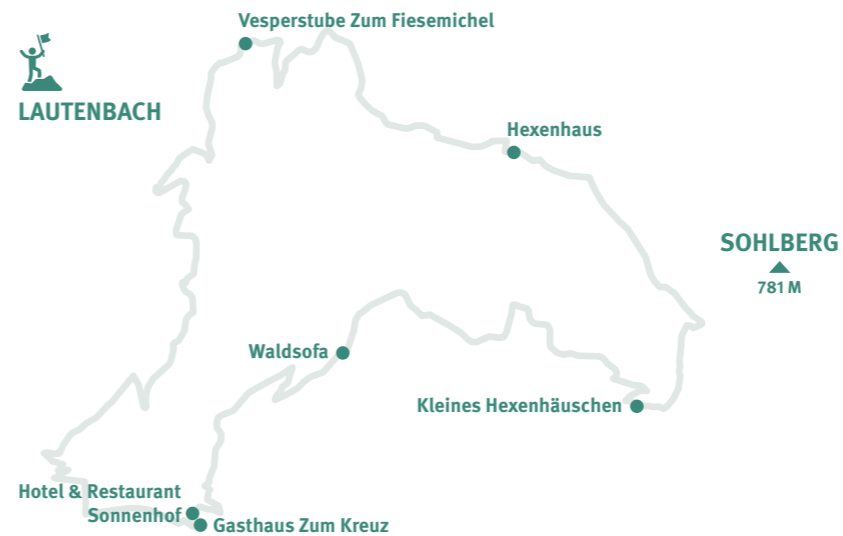 Vesperstube Zum Fiesemichel
LAUTENBACH
Hexenhaus
SOHLBERG
781 M
Waldsofa
Kleines Hexenhäuschen
Hotel & Restaurant
Sonnenhof
Gasthaus Zum Kreuz